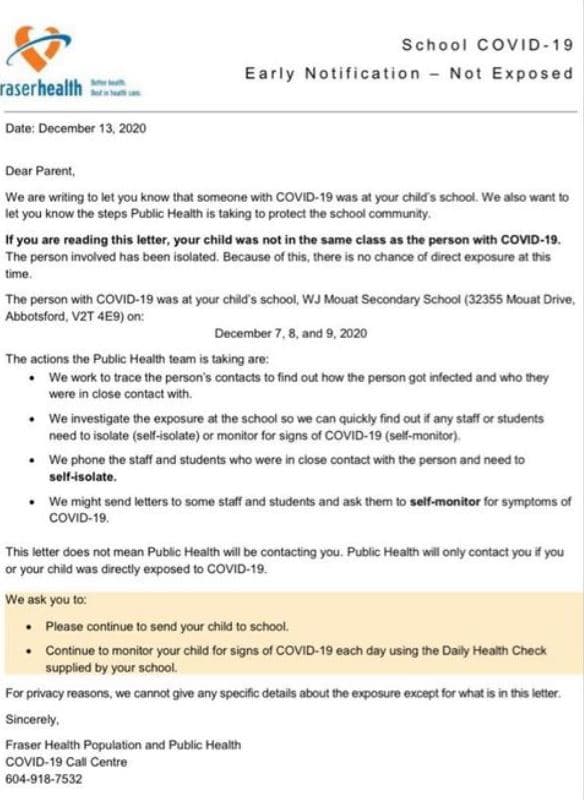 School COVID-19
Early Notification – Not Exposed
raserhealth
Better health.
Best in health care.
Date: December 13, 2020
Dear Parent,
We are writing to let you know that someone with COVID-19 was at your child's school. We also want to
let you know the steps Public Health is taking to protect the school community.
If you are reading this letter, your child was not in the same class as the person with COVID-19.
The person involved has been isolated. Because of this, there is no chance of direct exposure at this
time.
The person with COVID-19 was at your child's school, WJ Mouat Secondary School (32355 Mouat Drive,
Abbotsford, V2T 4E9) on:
December 7, 8, and 9, 2020
The actions the Public Health team is taking are:
• We work to trace the person's contacts to find out how the person got infected and who they
were in close contact with.
• We investigate the exposure at the school so we can quickly find out if any staff or students
need to isolate (self-isolate) or monitor for signs of COVID-19 (self-monitor).
• We phone the staff and students who were in close contact with the person and need to
self-isolate.
• We might send letters to some staff and students and ask them to self-monitor for symptoms of
COVID-19.
This letter does not mean Public Health will be contacting you. Public Health will only contact you if you
or your child was directly exposed to COVID-19.
We ask you to:
• Please continue to send your child to school.
• Continue to monitor your child for signs of COVID-19 each day using the Daily Health Check
supplied by your school.
For privacy reasons, we cannot give any specific details about the exposure except for what is in this letter.
Sincerely,
Fraser Health Population and Public Health
COVID-19 Call Centre
604-918-7532